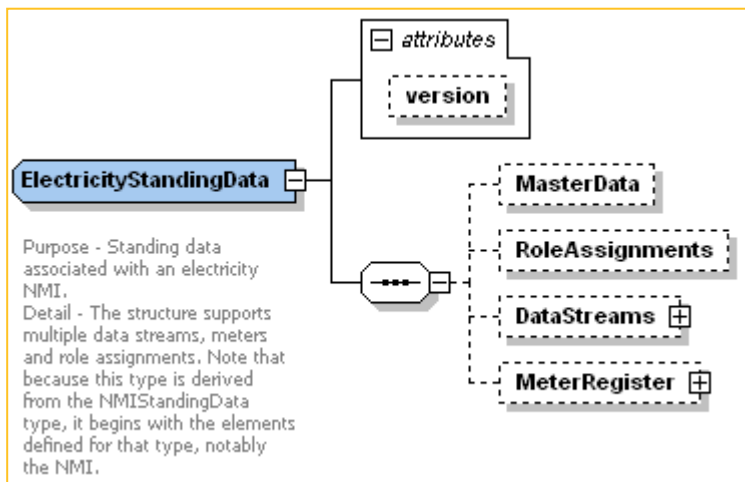 attributes
version
ElectricityStandingData
Purpose - Standing data
associated with an electricity
NMI.
Detail - The structure supports
multiple data streams, meters
and role assignments. Note that
because this type is derived
from the NMIStandingData
type, it begins with the elements
defined for that type, notably
the NMI.
MasterData
RoleAssignments
DataStreams
MeterRegister